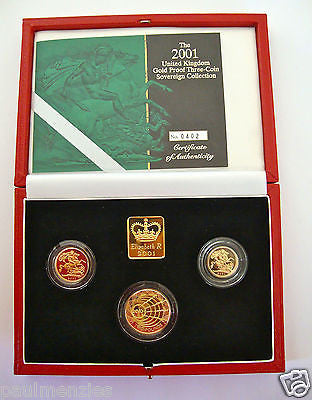 The
2001
United Kingdom
Gold Proof Three-Coin
Sovereign Collection
No. 0402
Certificate
of Authenticity
Elizabeth R
2001
paulmenzies